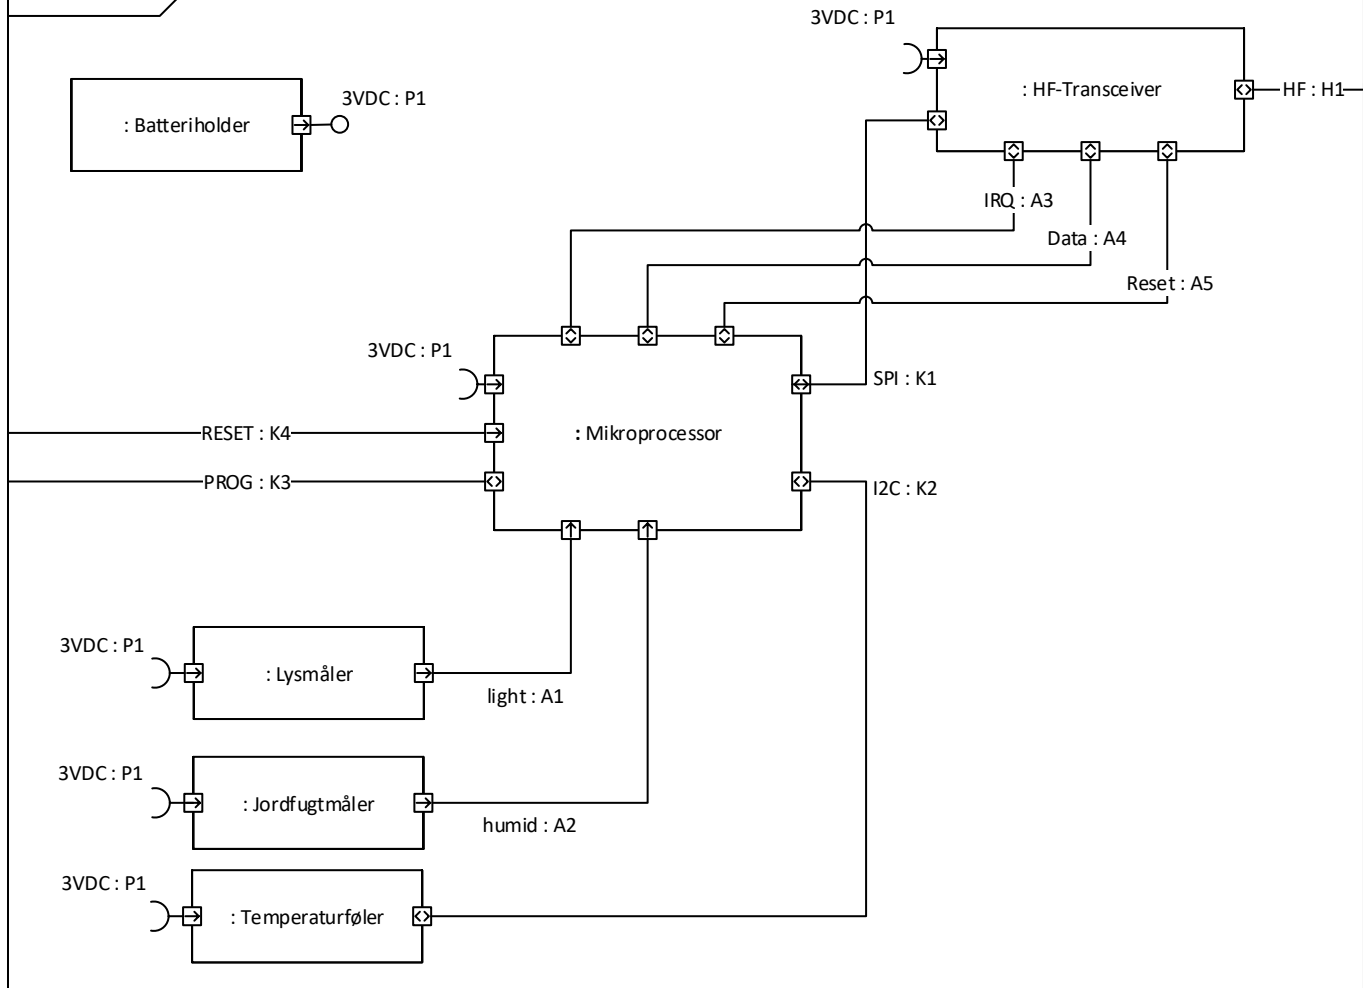 3VDC : P1
3VDC : P1
: Batteriholder
: HF-Transceiver
HF : H1
IRQ : A3
Data : A4
Reset : A5
3VDC : P1
SPI : K1
RESET : K4
: Mikroprocessor
PROG : K3
I2C : K2
3VDC : P1
: Lysmåler
light : A1
3VDC : P1
: Jordfugtmåler
humid : A2
3VDC : P1
: Temperaturføler